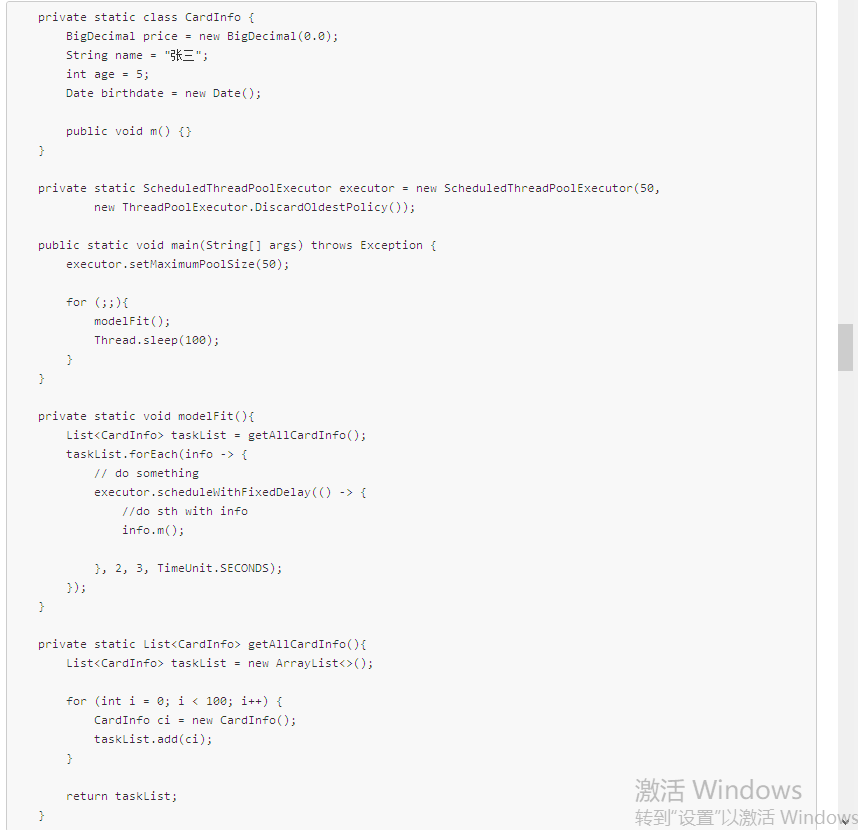 private static class CardInfo {
BigDecimal price = new BigDecimal(0.0);
String name = "张三";
int age = 5;
Date birthdate = new Date();
public void m() {}
}
private static ScheduledThreadPoolExecutor executor = new ScheduledThreadPoolExecutor(50,
new ThreadPoolExecutor.DiscardOldestPolicy());
public static void main(String[] args) throws Exception {
executor.setMaximumPoolSize(50);
for (;;){
modelFit();
Thread.sleep(100);
}
}
private static void modelFit(){
List<CardInfo> taskList = getAllCardInfo();
taskList.forEach(info -> {
// do something
executor.scheduleWithFixedDelay(() -> {
//do sth with info
info.m();
}, 2, 3, TimeUnit.SECONDS);
});
}
private static List<CardInfo> getAllCardInfo(){
List<CardInfo> taskList = new ArrayList<>();
for (int i = 0; i < 100; i++) {
CardInfo ci = new CardInfo();
taskList.add(ci);
}
return taskList;
}
激活 Windows
转到"设置"以激活 Windows